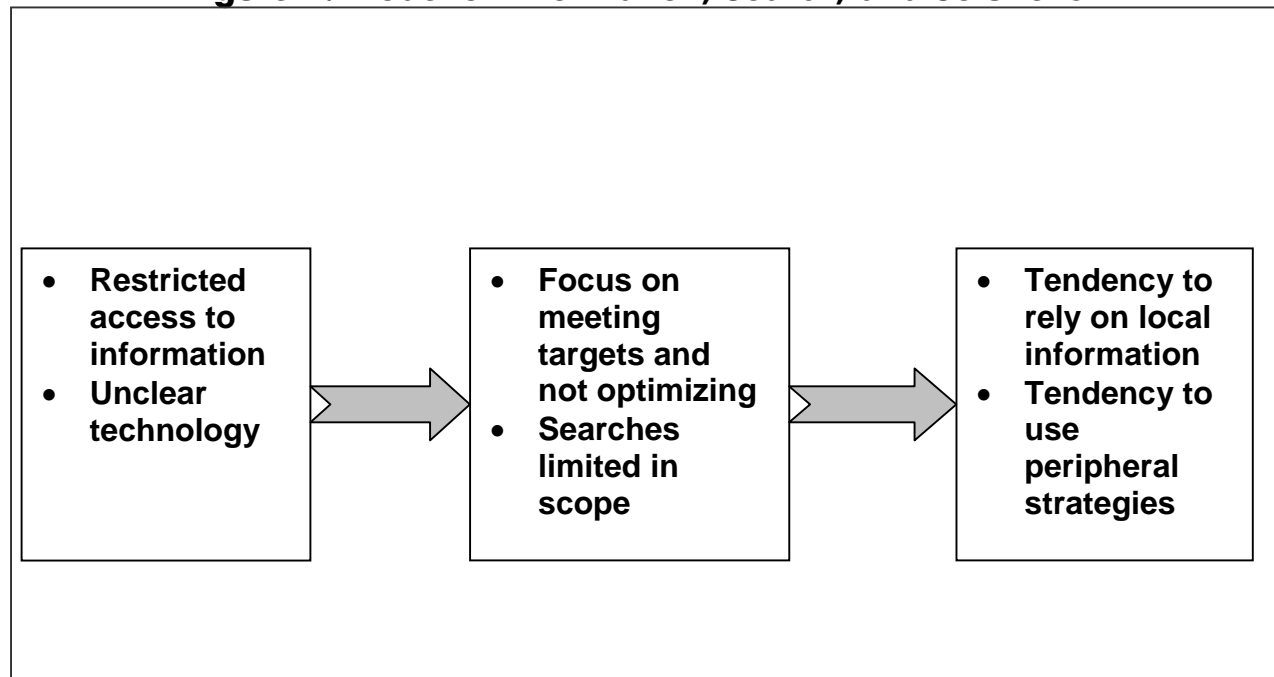 • Restricted
access to
information
• Unclear
technology
• Focus on
meeting
targets and
not optimizing
• Searches
limited in
scope
• Tendency to
rely on local
information
• Tendency to
use
peripheral
strategies